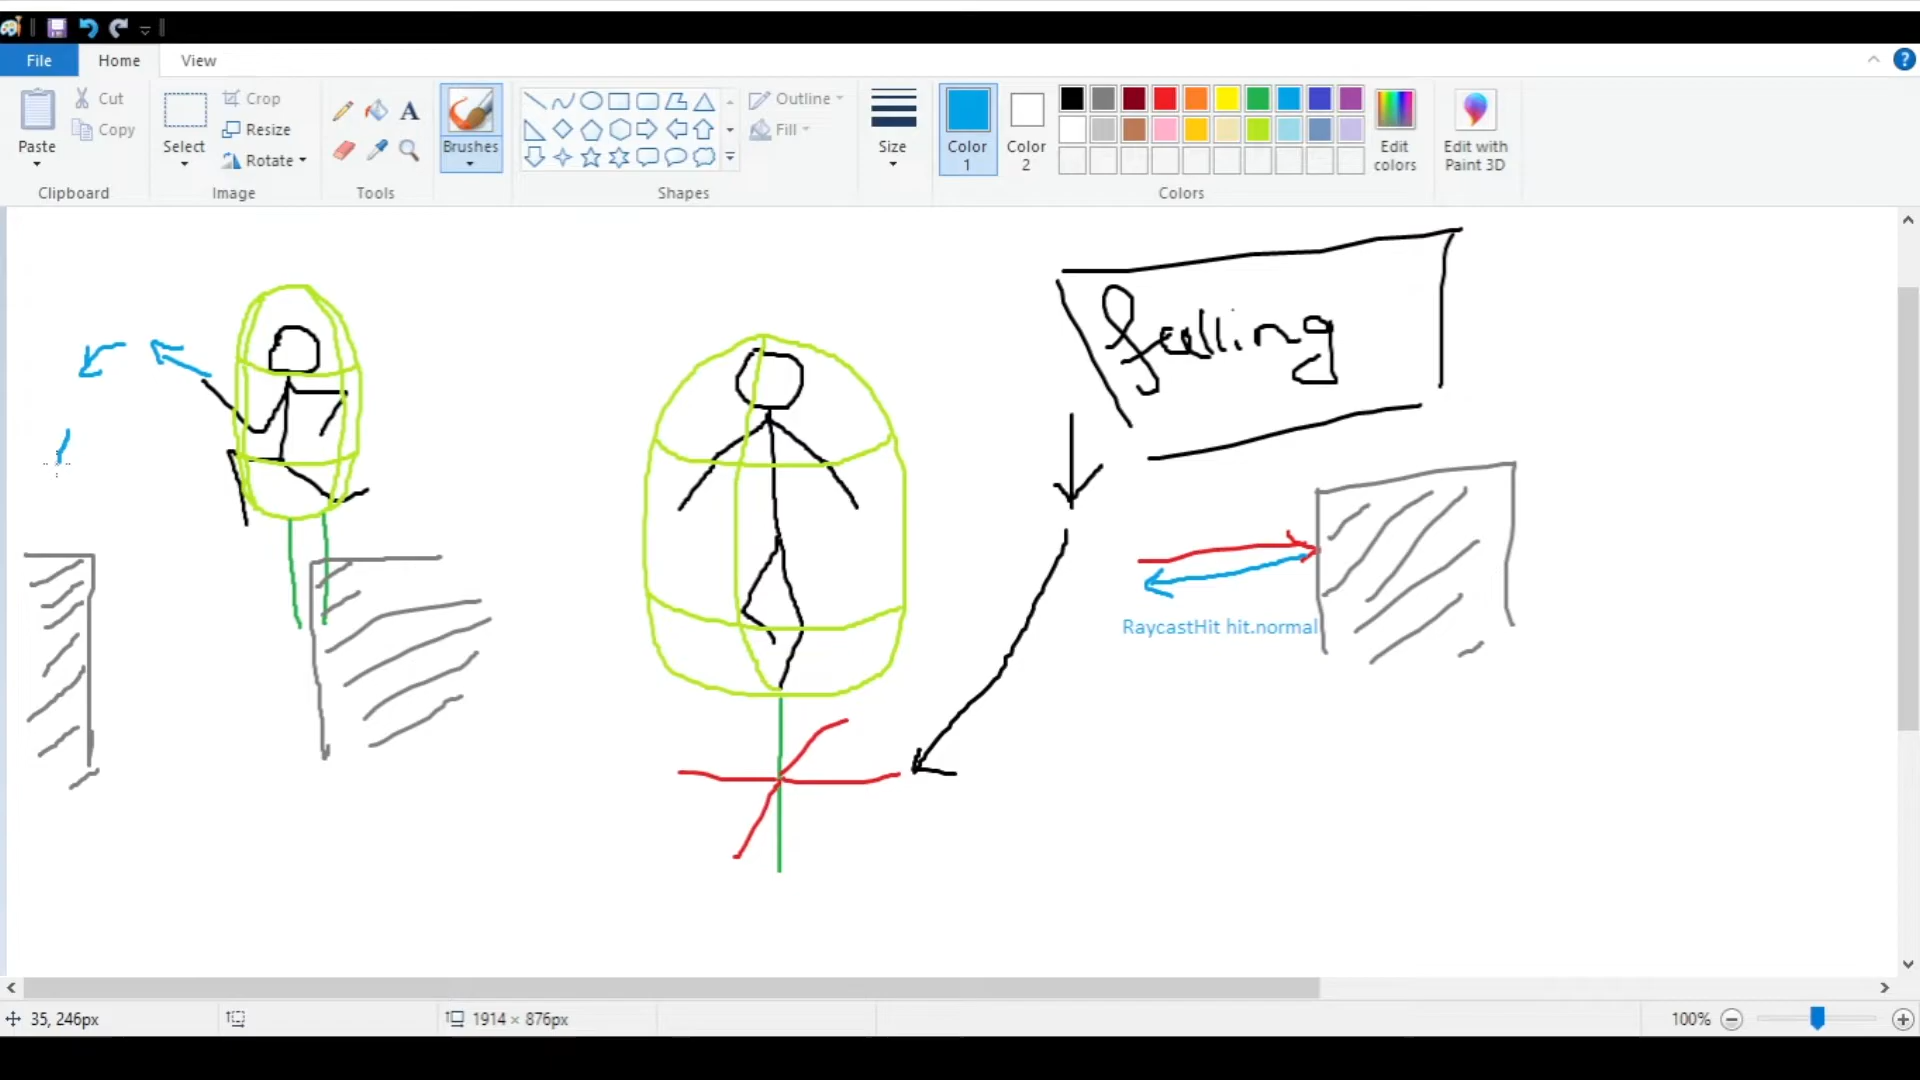 File Home View
Cut
Crop
Outline
Copy
Resize
Fill
Paste Select Rotate Brushes Size Color 1 Color 2 Edit colors Edit with Paint 3D
Clipboard Image Tools Shapes Colors
A
?
falling
RaycastHit hit.normal
35, 246px 1914 × 876px 100%